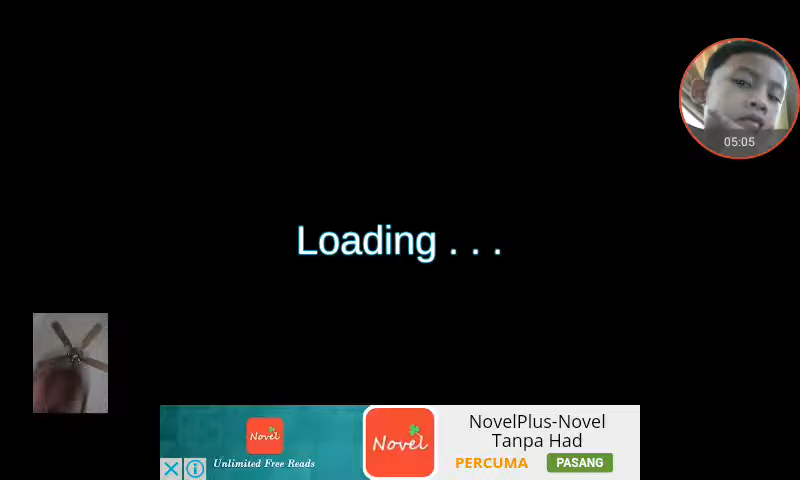 05:05
Loading . . .
Novel
Unlimited Free Reads
Novel
NovelPlus-Novel
Tanpa Had
PERCUMA
PASANG